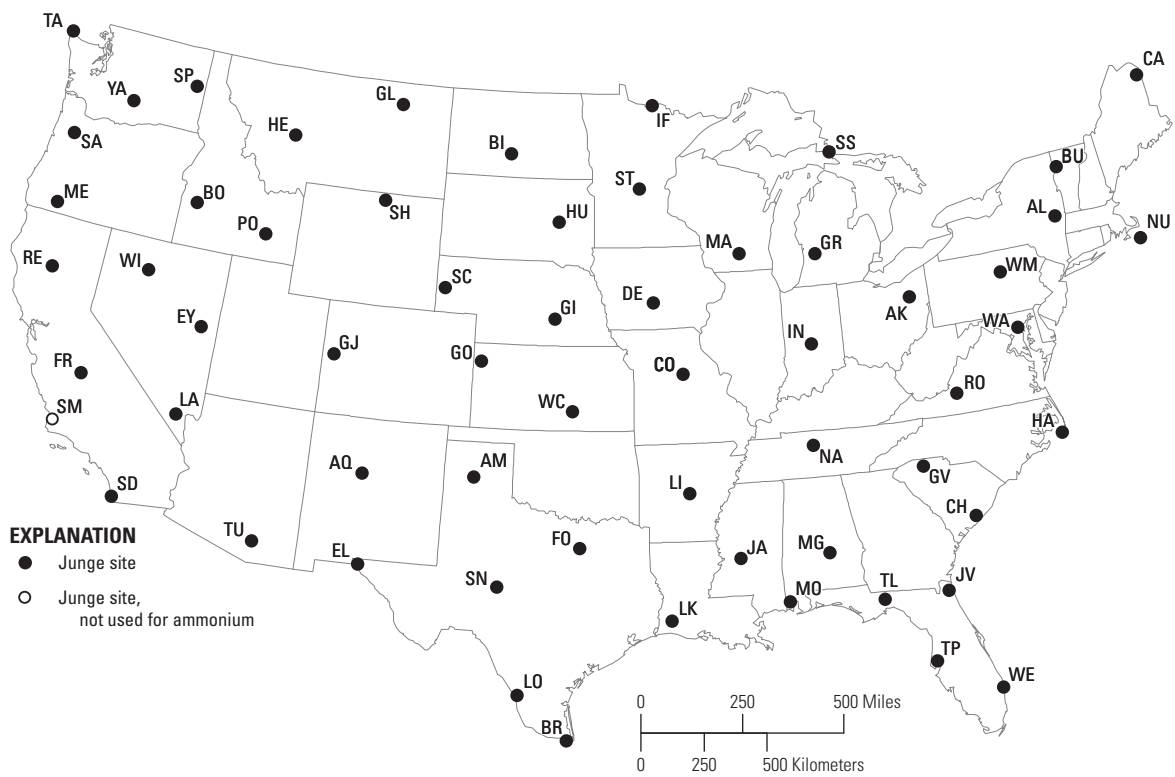 TA
CA
SP
YA
GL
IF
HE
SA
BI
SS
BU
ST
ME
BO
SH
PO
HU
AL
NU
MA
GR
RE
WI
WM
SC
DE
AK
EY
GI
WA
IN
GJ
GO
FR
CO
RO
LA
SM
WC
HA
NA
AQ
AM
GV
SD
LI
CH
EXPLANATION
Junge site
Junge site,
not used for ammonium
TU
EL
FO
JA
MG
SN
MO
TL
JV
LK
TP
LO
WE
BR
0 250 500 Miles
0 250 500 Kilometers